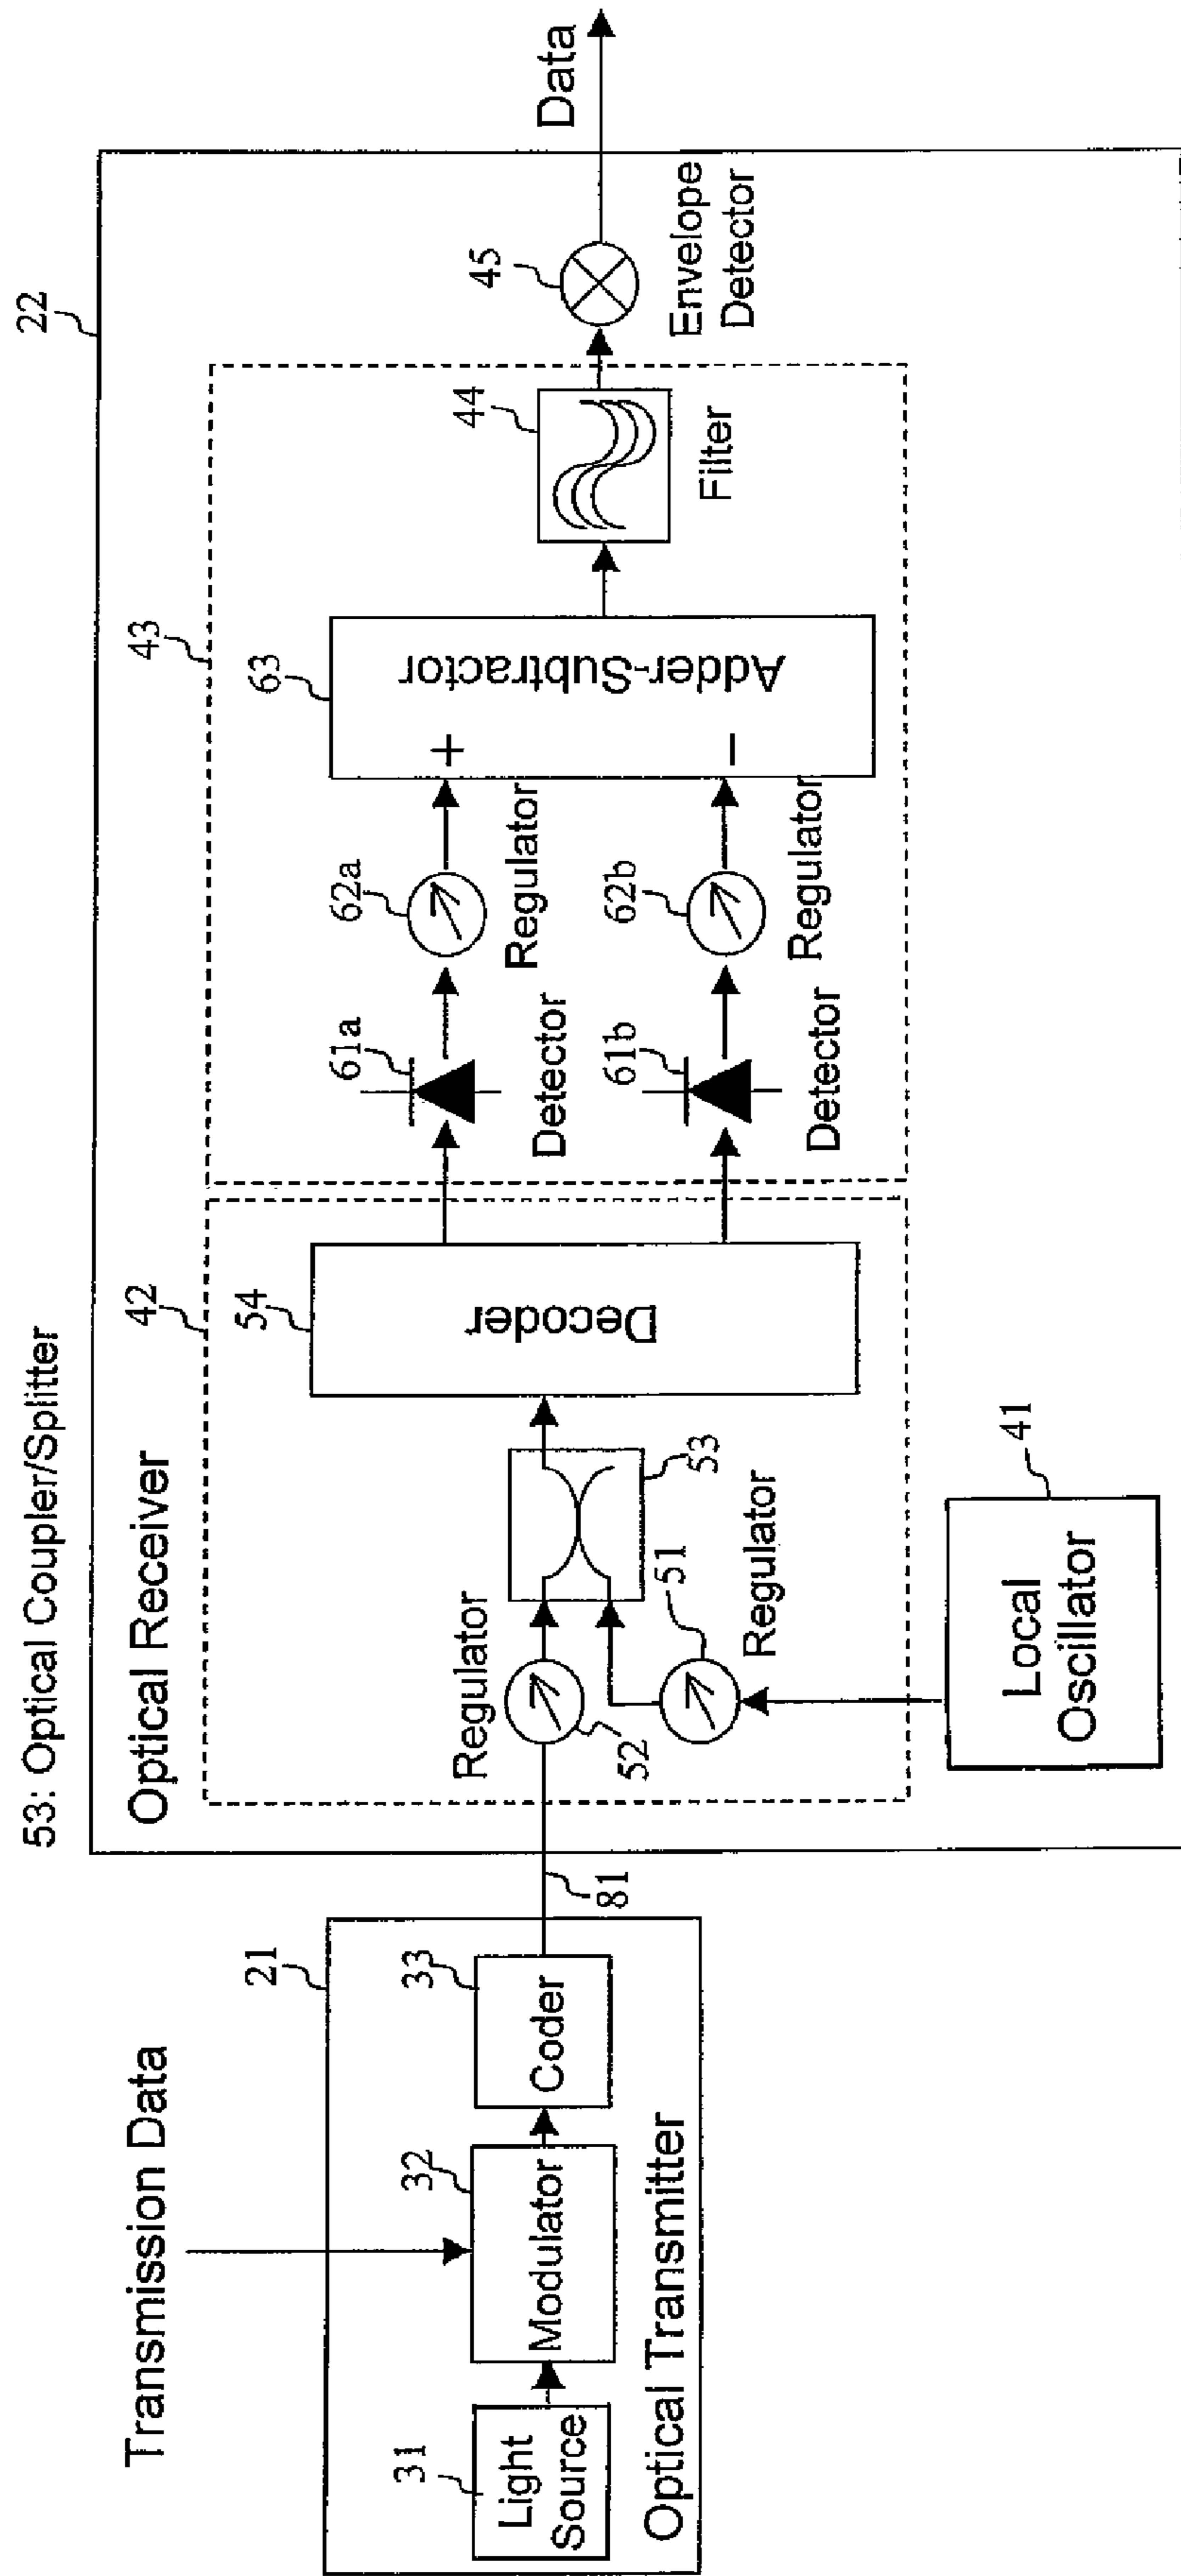 53: Optical Coupler/Splitter
22
Optical Receiver
42
43
Transmission Data
21
31
Light
Source
32
Modulator
33
Coder
Optical Transmitter
81
Regulator
52
51
Regulator
53
54
Decoder
41
Local
Oscillator
61a
Detector
62a
Regulator
61b
Detector
62b
Regulator
63
+
−
Adder-Subtractor
44
Filter
45
Envelope
Detector
Data